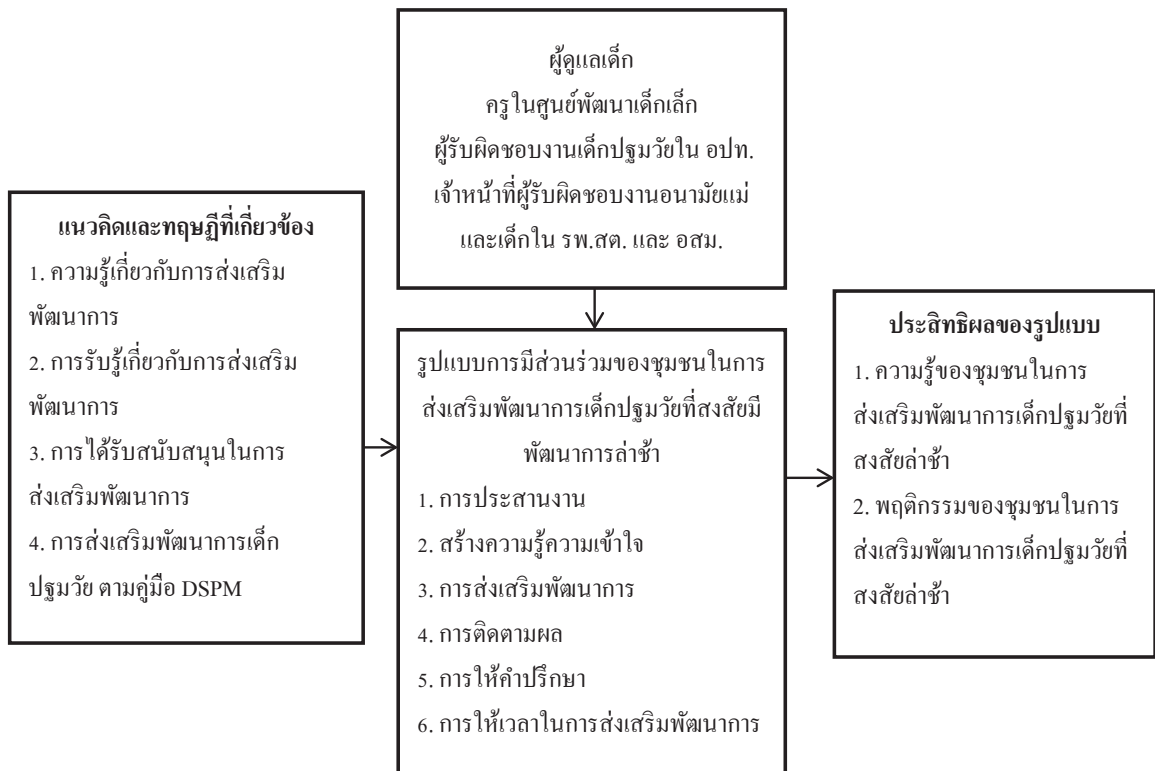 ผู้ดูแลเด็ก
ครูในศูนย์พัฒนาเด็กเล็ก
ผู้รับผิดชอบงานเด็กปฐมวัยใน อปท.
เจ้าหน้าที่ผู้รับผิดชอบงานอนามัยแม่
และเด็กใน รพ.สต. และ อสม.
แนวคิดและทฤษฎีที่เกี่ยวข้อง
1. ความรู้เกี่ยวกับการส่งเสริม
พัฒนาการ
2. การรับรู้เกี่ยวกับการส่งเสริม
พัฒนาการ
3. การได้รับสนับสนุนในการ
ส่งเสริมพัฒนาการ
4. การส่งเสริมพัฒนาการเด็ก
ปฐมวัย ตามคู่มือ DSPM
รูปแบบการมีส่วนร่วมของชุมชนในการ
ส่งเสริมพัฒนาการเด็กปฐมวัยที่สงสัยมี
พัฒนาการล่าช้า
1. การประสานงาน
2. สร้างความรู้ความเข้าใจ
3. การส่งเสริมพัฒนาการ
4. การติดตามผล
5. การให้คำปรึกษา
6. การให้เวลาในการส่งเสริมพัฒนาการ
ประสิทธิผลของรูปแบบ
1. ความรู้ของชุมชนในการ
ส่งเสริมพัฒนาการเด็กปฐมวัยที่
สงสัยล่าช้า
2. พฤติกรรมของชุมชนในการ
ส่งเสริมพัฒนาการเด็กปฐมวัยที่
สงสัยล่าช้า